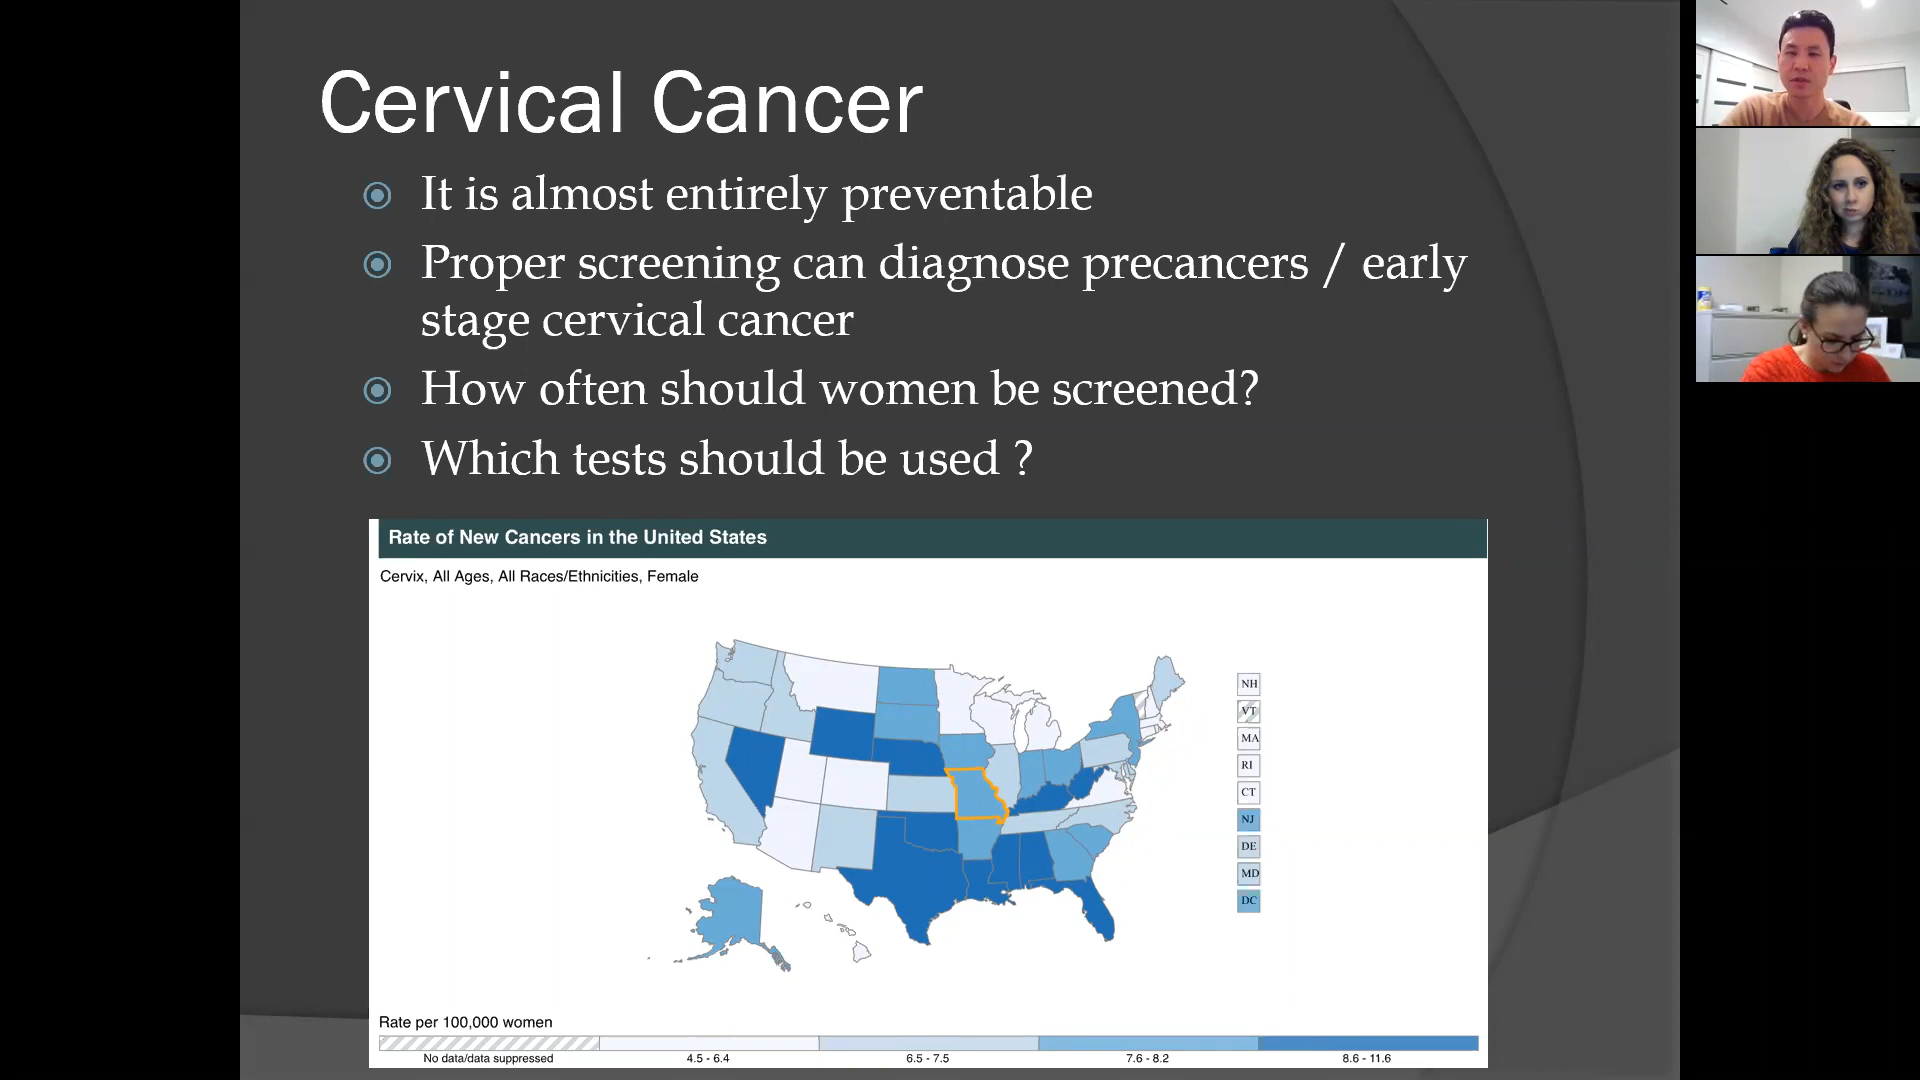 Cervical Cancer
It is almost entirely preventable
Proper screening can diagnose precancers / early
stage cervical cancer
How often should women be screened?
Which tests should be used ?
Rate of New Cancers in the United States
Cervix, All Ages, All Races/Ethnicities, Female
NH
VT
MA
RI
CT
NJ
DE
MD
DC
Rate per 100,000 women
No data/data suppressed
4.5 - 6.4
6.5 - 7.5
7.6 - 8.2
8.6 - 11.6